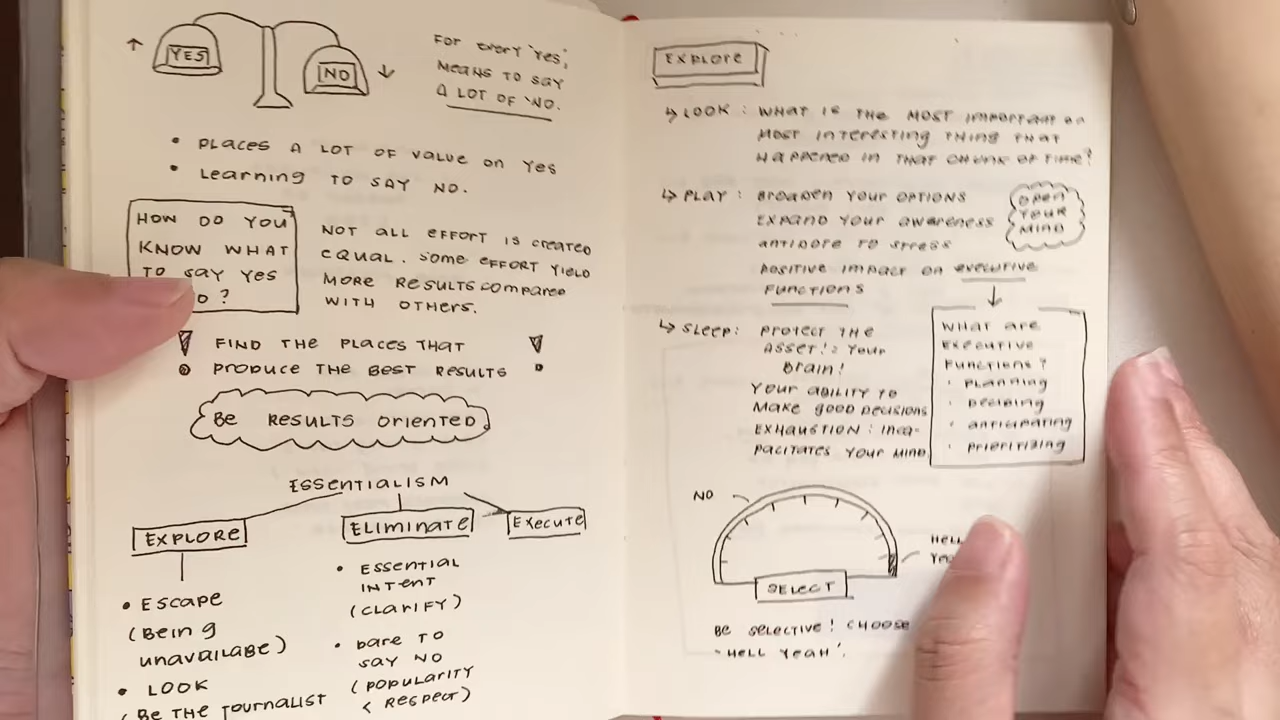 YES
NO
FOR EVERY 'YES',
MEANS TO SAY
A LOT OF 'NO.
• PLACES A LOT OF VALUE ON YES
• LEARNING TO SAY NO.
HOW DO YOU
KNOW WHAT
TO SAY YES
O ?
NOT ALL EFFORT IS CREATED
EQUAL. SOME EFFORT YIELD
MORE RESULTS COMPARED
WITH OTHERS.
! FIND THE PLACES THAT !
PRODUCE THE BEST RESULTS
BE RESULTS ORIENTED.
ESSENTIALISM
EXPLORE
ELIMINATE
EXECUTE
• ESCAPE
(BEING
UNAVAILABE)
• LOOK
(BE THE JOURNALIST
• ESSENTIAL
INTENT
(CLARIFY)
• DARE TO
SAY NO
(POPULARITY
< RESPECT)
EXPLORE
↳ LOOK : WHAT IS THE MOST IMPORTANT OR
MOST INTERESTING THING THAT
HAPPENED IN THAT CHUNK OF TIME?
↳ PLAY : BROADEN YOUR OPTIONS
EXPAND YOUR AWARENESS
ANTIDOTE TO STRESS
POSITIVE IMPACT ON EXECUTIVE
FUNCTIONS
OPEN
YOUR
MIND
↳ SLEEP: PROTECT THE
ASSET!: YOUR
BRAIN!
YOUR ABILITY TO
MAKE GOOD DECISIONS
EXHAUSTION : INCA-
PACITATES YOUR MIND
WHAT ARE
EXECUTIVE
FUNCTIONS?
• PLANNING
• DECIDING
• ANTICIPATING
• PRIORITIZING
NO
HELL
YEA
SELECT
BE SELECTIVE! CHOOSE
"HELL YEAH'.